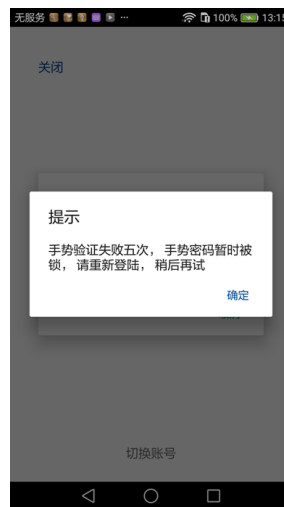 无服务 ... 100% 13:15
关闭
提示
手势验证失败五次，手势密码暂时被
锁，请重新登陆，稍后再试
确定
切换账号